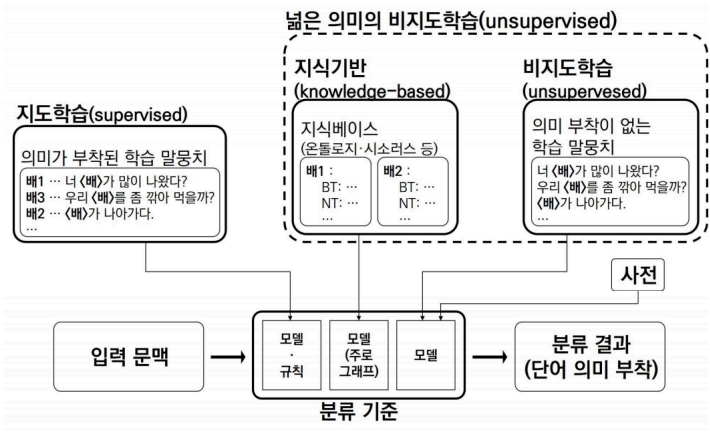 넒은 의미의 비지도학습(unsupervised)
지도학습(supervised)
의미가 부착된 학습 말뭉치
배1 … 너 <배>가 많이 나왔다?
배3 … 우리 <배>를 좀 깎아 먹을까?
배2 … <배>가 나아가다.
…
지식기반
(knowledge-based)
지식베이스
(온톨로지·시소러스 등)
배1 :
BT: …
NT: …
…
배2 :
BT: …
NT: …
…
비지도학습
(unsupervesed)
의미 부착이 없는
학습 말뭉치
너 <배>가 많이 나왔다?
우리 <배>를 좀 깎아 먹을까?
<배>가 나아가다.
…
사전
입력 문맥
모델
·
규칙
모델
(주로
그래프)
모델
분류 기준
분류 결과
(단어 의미 부착)